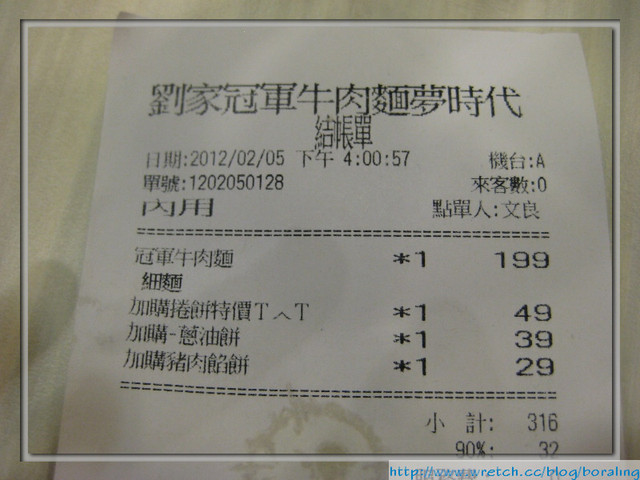 劉家冠軍牛肉麵夢時代
結帳單
日期:2012/02/05 下午 4:00:57 機台:A
單號:1202050128 來客數:0
內用 點單人:文良
冠軍牛肉麵 *1 199
細麵
加購捲餅特價T︿T *1 49
加購-蔥油餅 *1 39
加購豬肉餡餅 *1 29
小 計: 316
90%: 32
http://www.wretch.cc/blog/boraling